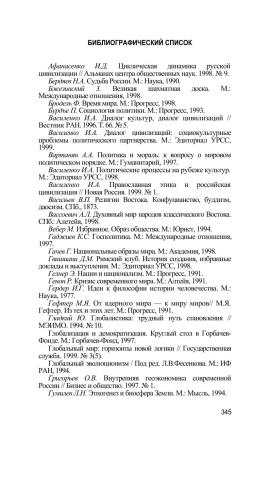 БИБЛИОГРАФИЧЕСКИЙ СПИСОК
Афанасенко И.Д. Циклическая динамика русской
цивилизации // Альманах центра общественных наук. 1998. № 9.
Бердяев Н.А. Судьба России. М.: Наука, 1990.
Бжезинский З. Великая шахматная доска. М.:
Международные отношения, 1998.
Бродель Ф. Время мира. М.: Прогресс, 1998.
Бурдье П. Социология политики. М.: Прогресс, 1993.
Василенко И.А. Диалог культур, диалог цивилизаций //
Вестник РАН. 1996. Т. 66. № 5.
Василенко И.А. Диалог цивилизаций: социокультурные
проблемы политического партнерства. М.: Эдиториал УРСС,
1999.
Вартанян А.А. Политика и мораль: к вопросу о мировом
политическом порядке. М.: Гуманитарий, 1997.
Василенко И.А. Политические процессы на рубеже культур.
М.: Эдиториал УРСС, 1998.
Василенко И.А. Православная этика и российская
цивилизация // Новая Россия. 1999. № 1.
Васильев В.П. Религии Востока. Конфуцианство, буддизм,
даосизм. СПб., 1873.
Вассоевич А.Л. Духовный мир народов классического Востока.
СПб.: Алетейя, 1998.
Вебер М. Избранное. Образ общества. М.: Юрист, 1994.
Гаджиев К.С. Геополитика. М.: Международные отношения,
1997.
Гачев Г. Национальные образы мира. М.: Академия, 1998.
Гвишиани Д.М. Римский клуб. История создания, избранные
доклады и выступления. М.: Эдиториал УРСС, 1998.
Геллнер Э. Нации и национализм. М.: Прогресс, 1991.
Генон Р. Кризис современного мира. М.: Алтайя, 1991.
Гердер И.Г. Идеи к философии истории человечества. М.:
Наука, 1977.
Гефтер М.Я. От ядерного мира — к миру миров// М.Я.
Гефтер. Из тех и этих лет. М.: Прогресс, 1991.
Гладкий Ю. Глобалистика: трудный путь становления //
МЭИМО. 1994. № 10.
Глобализация и демократизация. Круглый стол в Горбачев-
Фонде. М.: Горбачев-Фонд, 1997.
Глобальный мир: горизонты новой логики // Государственная
служба. 1999. № 3(5).
Глобальный эволюционизм / Под ред. Л.В.Фесенкова. М.: ИФ
РАН, 1994.
Григорьев О.В. Внутренняя геоэкономика современной
России // Бизнес и общество. 1997. № 1.
Гумилев Л.Н. Этногенез и биосфера Земли. М.: Мысль, 1994.
345